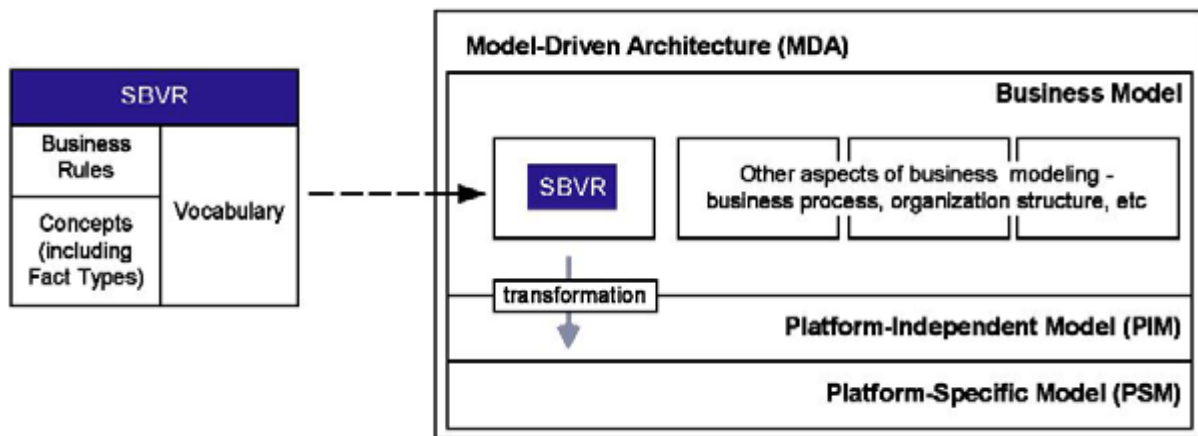 SBVR
Business
Rules
Concepts
(including
Fact Types)
Vocabulary
Model-Driven Architecture (MDA)
Business Model
SBVR
Other aspects of business modeling -
business process, organization structure, etc
transformation
Platform-Independent Model (PIM)
Platform-Specific Model (PSM)